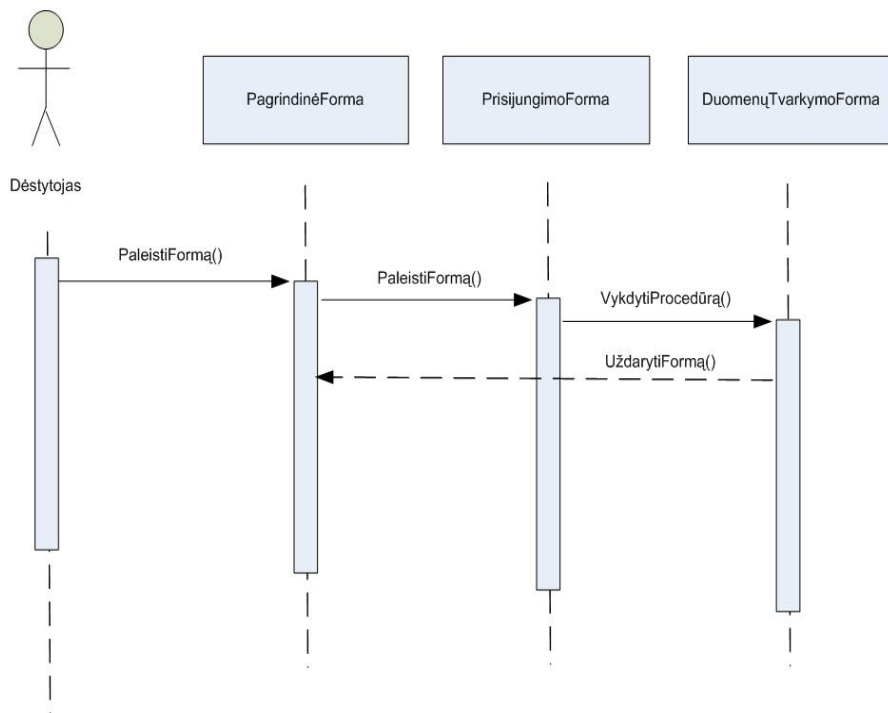 PagrindinėForma
PrisijungimoForma
DuomenųTvarkymoForma
Dėstytojas
PaleistiFormą()
PaleistiFormą()
VykdytiProcedūrą()
UždarytiFormą()